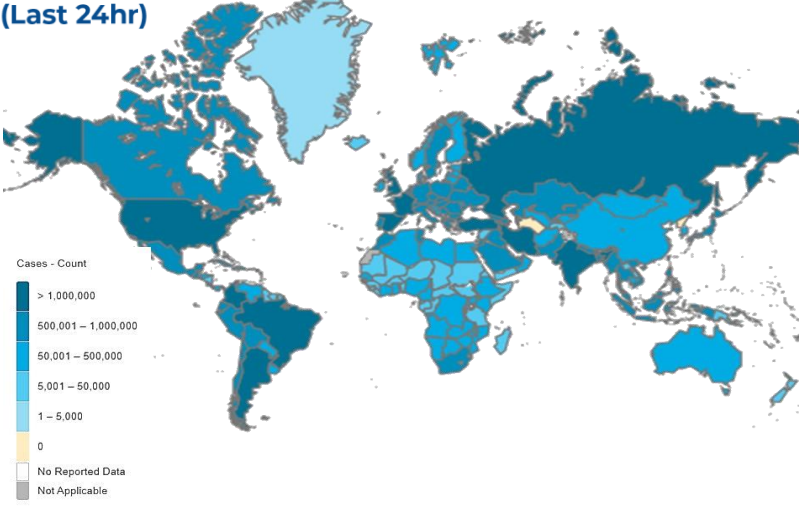 (Last 24hr)
Cases - Count
> 1,000,000
500,001 – 1,000,000
50,001 – 500,000
5,001 – 50,000
1 – 5,000
0
No Reported Data
Not Applicable